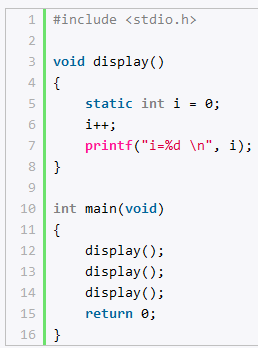 1 #include <stdio.h>
2
3 void display()
4 {
5     static int i = 0;
6     i++;
7     printf("i=%d \n", i);
8 }
9
10 int main(void)
11 {
12     display();
13     display();
14     display();
15     return 0;
16 }